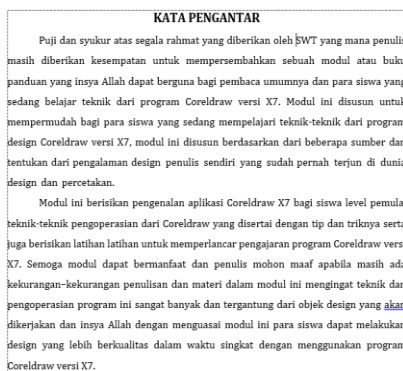 KATA PENGANTAR
Puji dan syukur atas segala rahmat yang diberikan oleh SWT yang mana penulis
masih diberikan kesempatan untuk mempersembahkan sebuah modul atau buku
panduan yang insya Allah dapat berguna bagi pembaca umumnya dan para siswa yang
sedang belajar teknik dari program Coreldraw versi X7. Modul ini disusun untuk
mempermudah bagi para siswa yang sedang mempelajari teknik-teknik dari program
design Coreldraw versi X7, modul ini disusun berdasarkan dari beberapa sumber dan
tentukan dari pengalaman design penulis sendiri yang sudah pernah terjun di dunia
design dan percetakan.
Modul ini berisikan pengenalan aplikasi Coreldraw X7 bagi siswa level pemula,
teknik-teknik pengoperasian dari Coreldraw yang disertai dengan tip dan triknya serta
juga berisikan latihan latihan untuk memperlancar pengajaran program Coreldraw versi
X7. Semoga modul dapat bermanfaat dan penulis mohon maaf apabila masih ada
kekurangan–kekurangan penulisan dan materi dalam modul ini mengingat teknik dan
pengoperasian program ini sangat banyak dan tergantung dari objek design yang akan
dikerjakan dan insya Allah dengan menguasai modul ini para siswa dapat melakukan
design yang lebih berkualitas dalam waktu singkat dengan menggunakan program
Coreldraw versi X7.